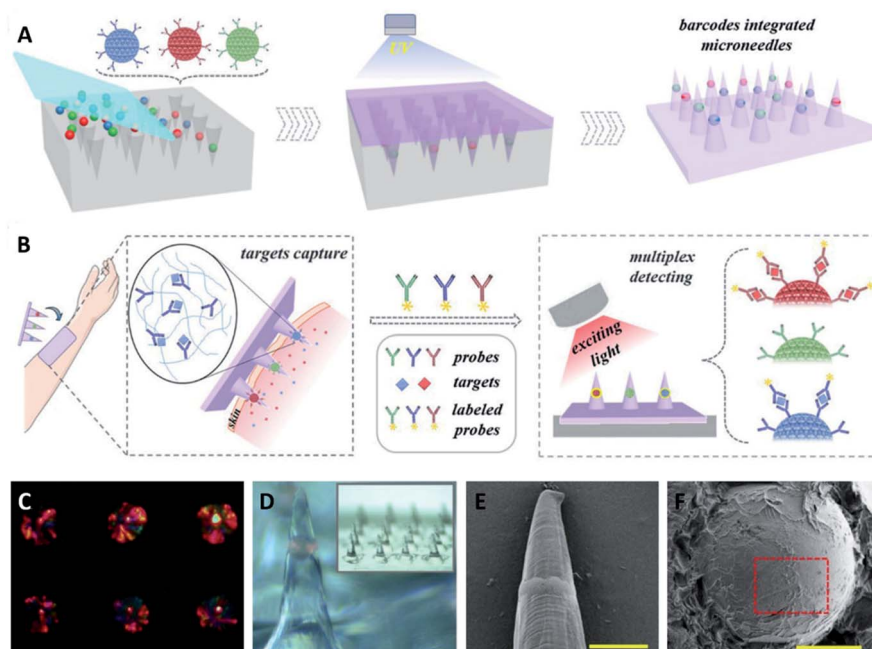 A
UV
barcodes integrated
microneedles
B
targets capture
skin
probes
targets
labeled
probes
multiplex
detecting
exciting
light
C
D
E
F